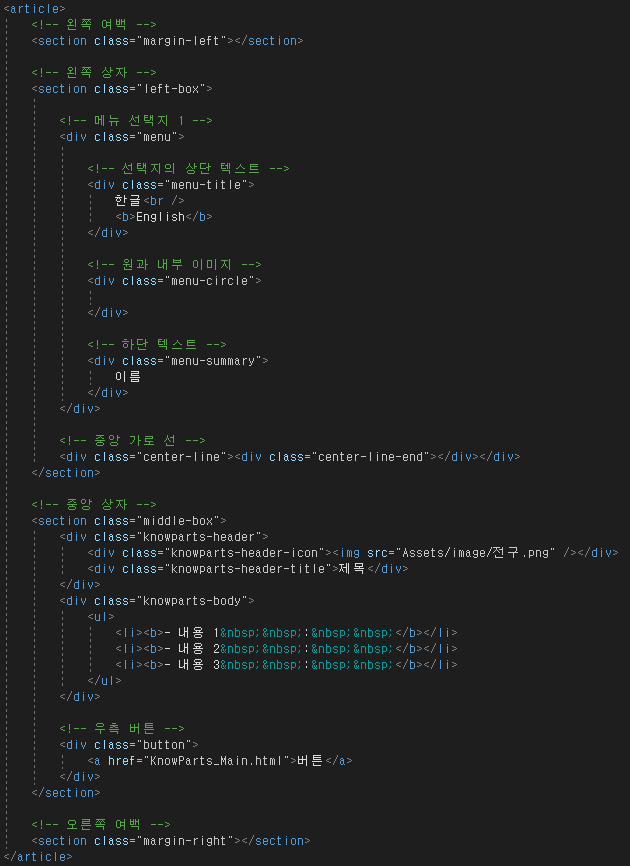 <article>
<!-- 왼쪽 여백 -->
<section class="margin-left"></section>
<!-- 왼쪽 상자 -->
<section class="left-box">
<!-- 메뉴 선택지 1 -->
<div class="menu">
<!-- 선택지의 상단 텍스트 -->
<div class="menu-title">
한글<br />
<b>English</b>
</div>
<!-- 원과 내부 이미지 -->
<div class="menu-circle">
</div>
<!-- 하단 텍스트 -->
<div class="menu-summary">
이름
</div>
</div>
<!-- 중앙 가로 선 -->
<div class="center-line"><div class="center-line-end"></div></div>
</section>
<!-- 중앙 상자 -->
<section class="middle-box">
<div class="knowparts-header">
<div class="knowparts-header-icon"><img src="Assets/image/전구.png" /></div>
<div class="knowparts-header-title">제목</div>
</div>
<div class="knowparts-body">
<ul>
<li><b>- 내용 1&nbsp;&nbsp;:&nbsp;&nbsp;</b></li>
<li><b>- 내용 2&nbsp;&nbsp;:&nbsp;&nbsp;</b></li>
<li><b>- 내용 3&nbsp;&nbsp;:&nbsp;&nbsp;</b></li>
</ul>
</div>
<!-- 우측 버튼 -->
<div class="button">
<a href="KnowParts_Main.html">버튼</a>
</div>
</section>
<!-- 오른쪽 여백 -->
<section class="margin-right"></section>
</article>